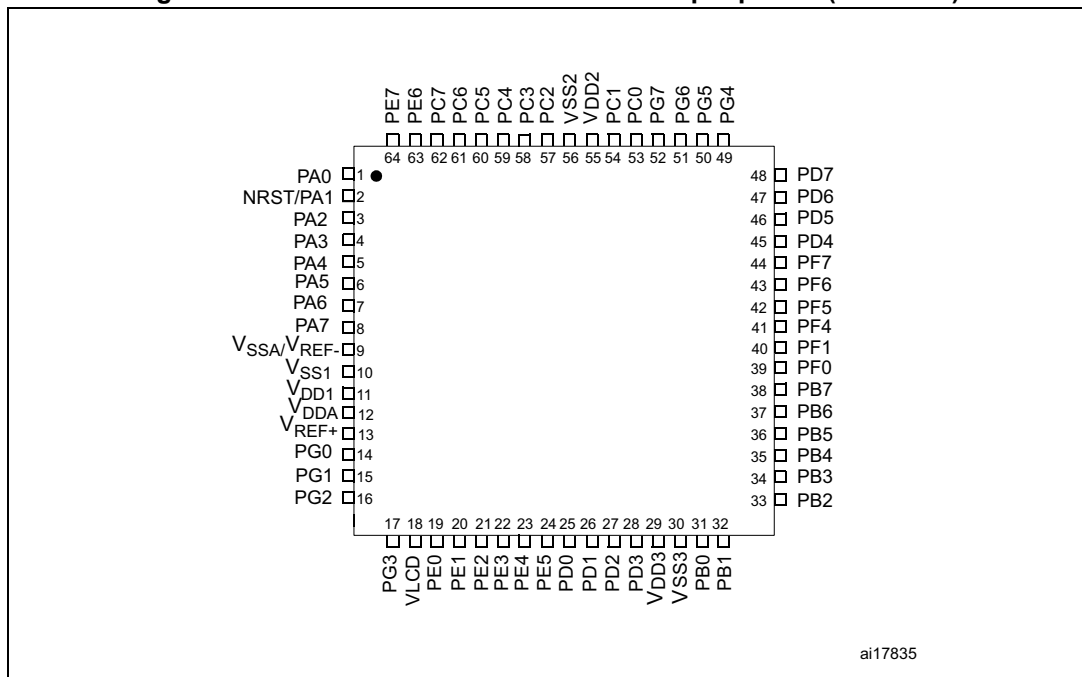 PE7 PE6 PC7 PC6 PC5 PC4 PC3 PC2 VSS2 VDD2 PC1 PC0 PG7 PG6 PG5 PG4
64 63 62 61 60 59 58 57 56 55 54 53 52 51 50 49
PA0 1
NRST/PA1 2
PA2 3
PA3 4
PA4 5
PA5 6
PA6 7
PA7 8
VSSA/VREF- 9
VSS1 10
VDD1 11
VDDA 12
VREF+ 13
PG0 14
PG1 15
PG2 16
48 PD7
47 PD6
46 PD5
45 PD4
44 PF7
43 PF6
42 PF5
41 PF4
40 PF1
39 PF0
38 PB7
37 PB6
36 PB5
35 PB4
34 PB3
33 PB2
17 18 19 20 21 22 23 24 25 26 27 28 29 30 31 32
PG3 VLCD PE0 PE1 PE2 PE3 PE4 PE5 PD0 PD1 PD2 PD3 VDD3 VSS3 PB0 PB1
ai17835